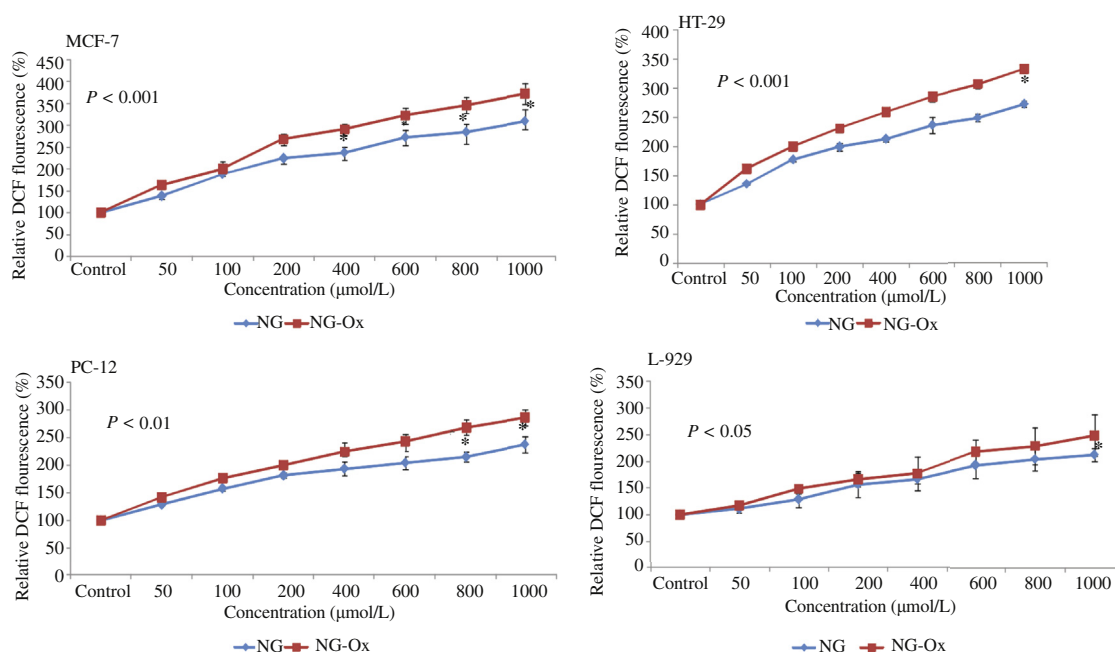 MCF-7
Relative DCF flourescence (%)
450
400
350
300
250
200
150
100
50
0
P < 0.001
*
*
*
*
Control 50 100 200 400 600 800 1000
Concentration (μmol/L)
NG NG-Ox
HT-29
Relative DCF flourescence (%)
400
350
300
250
200
150
100
50
0
P < 0.001
*
Control 50 100 200 400 600 800 1000
Concentration (μmol/L)
NG NG-Ox
PC-12
Relative DCF flourescence (%)
350
300
250
200
150
100
50
0
P < 0.01
*
*
Control 50 100 200 400 600 800 1000
Concentration (μmol/L)
NG NG-Ox
L-929
Relative DCF flourescence (%)
350
300
250
200
150
100
50
0
P < 0.05
*
Control 50 100 200 400 600 800 1000
Concentration (μmol/L)
NG NG-Ox